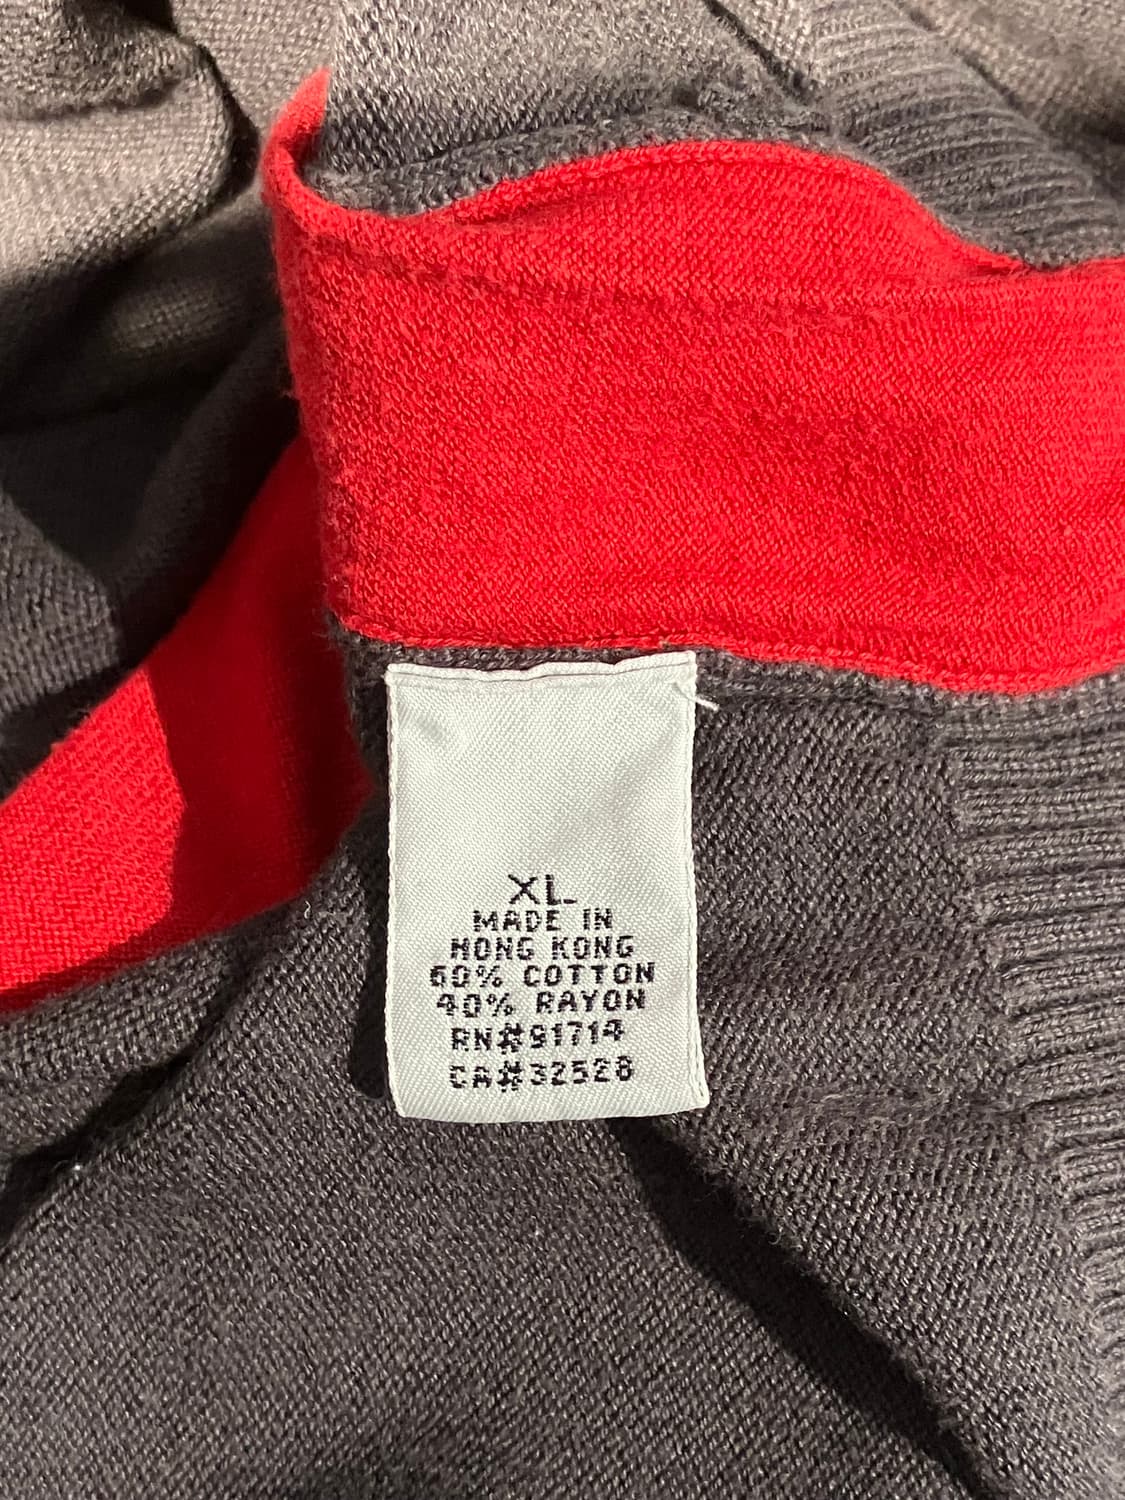 XL
MADE IN
HONG KONG
60% COTTON
40% RAYON
RN#91714
CA#32528